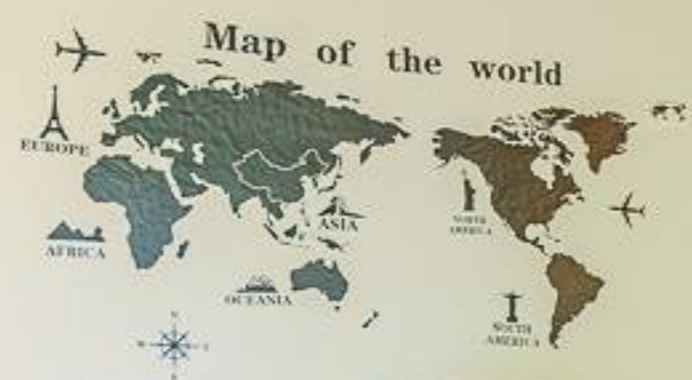 Map of the world
EUROPE
AFRICA
ASIA
OCEANIA
NORTH
AMERICA
SOUTH
AMERICA
N